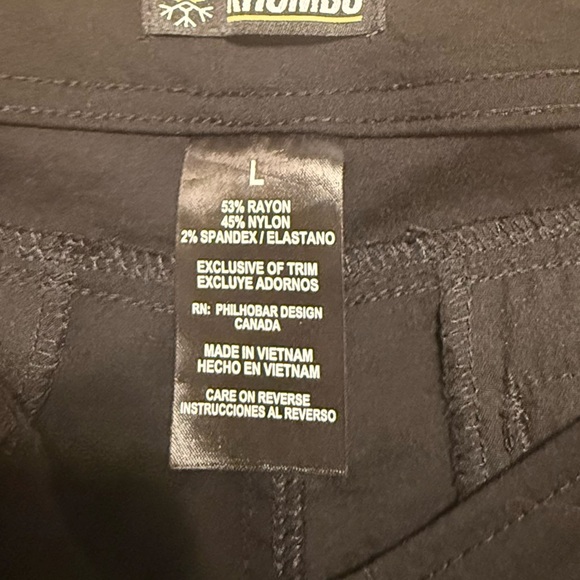 KHOMBU
L
53% RAYON
45% NYLON
2% SPANDEX / ELASTANO
EXCLUSIVE OF TRIM
EXCLUYE ADORNOS
RN: PHILHOBAR DESIGN
CANADA
MADE IN VIETNAM
HECHO EN VIETNAM
CARE ON REVERSE
INSTRUCCIONES AL REVERSO